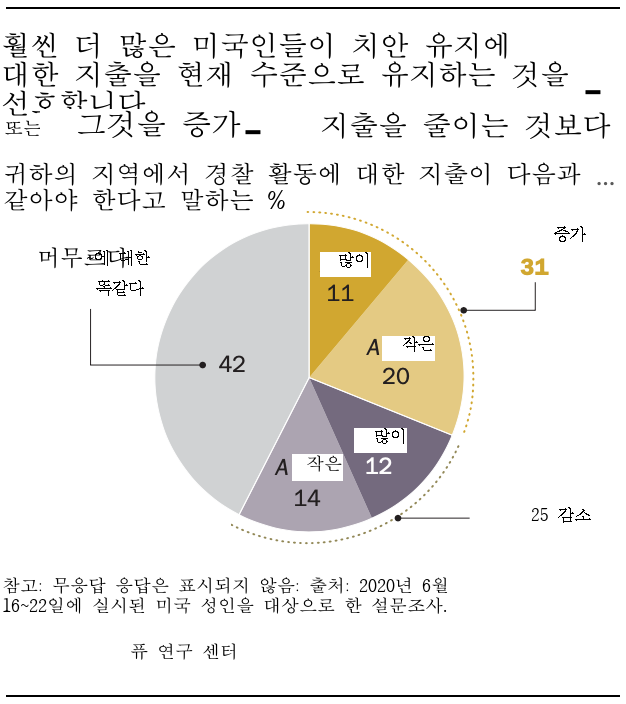 훨씬 더 많은 미국인들이 치안 유지에
대한 지출을 현재 수준으로 유지하는 것을
선호합니다
또는 그것을 증가 지출을 줄이는 것보다
귀하의 지역에서 경찰 활동에 대한 지출이 다음과 ...
같아야 한다고 말하는 %
증가
31
많이
11
A 작은
20
많이
12
A 작은
14
25 감소
머무르다
에 대한
똑같다
42
참고: 무응답 응답은 표시되지 않음: 출처: 2020년 6월
16~22일에 실시된 미국 성인을 대상으로 한 설문조사.
퓨 연구 센터